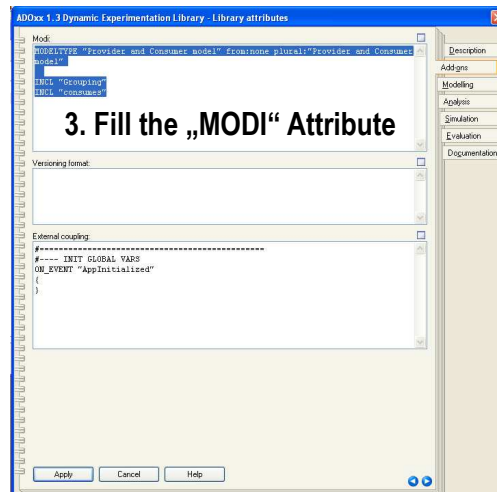 ADOxx 1.3 Dynamic Experimentation Library - Library attributes
Modi:
MODELTYPE "Provider and Consumer model" from:none plural:"Provider and Consumer
model"
INCL "Grouping"
INCL "consumes"
3. Fill the „MODI“ Attribute
Versioning format:
External coupling:
#-----------------------------------------------
#---- INIT GLOBAL VARS
ON_EVENT "AppInitialized"
{
}
Description
Add-ons
Modelling
Analysis
Simulation
Evaluation
Documentation
Apply
Cancel
Help